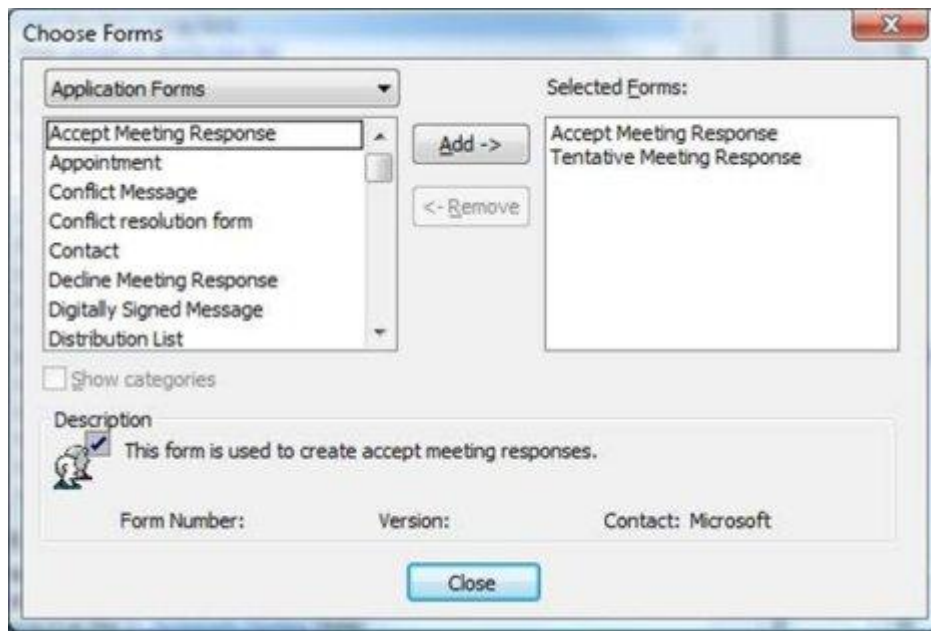 Choose Forms
Application Forms
Selected Forms:
Accept Meeting Response
Appointment
Conflict Message
Conflict resolution form
Contact
Decline Meeting Response
Digitally Signed Message
Distribution List
Add ->
<- Remove
Accept Meeting Response
Tentative Meeting Response
Show categories
Description
This form is used to create accept meeting responses.
Form Number: Version: Contact: Microsoft
Close